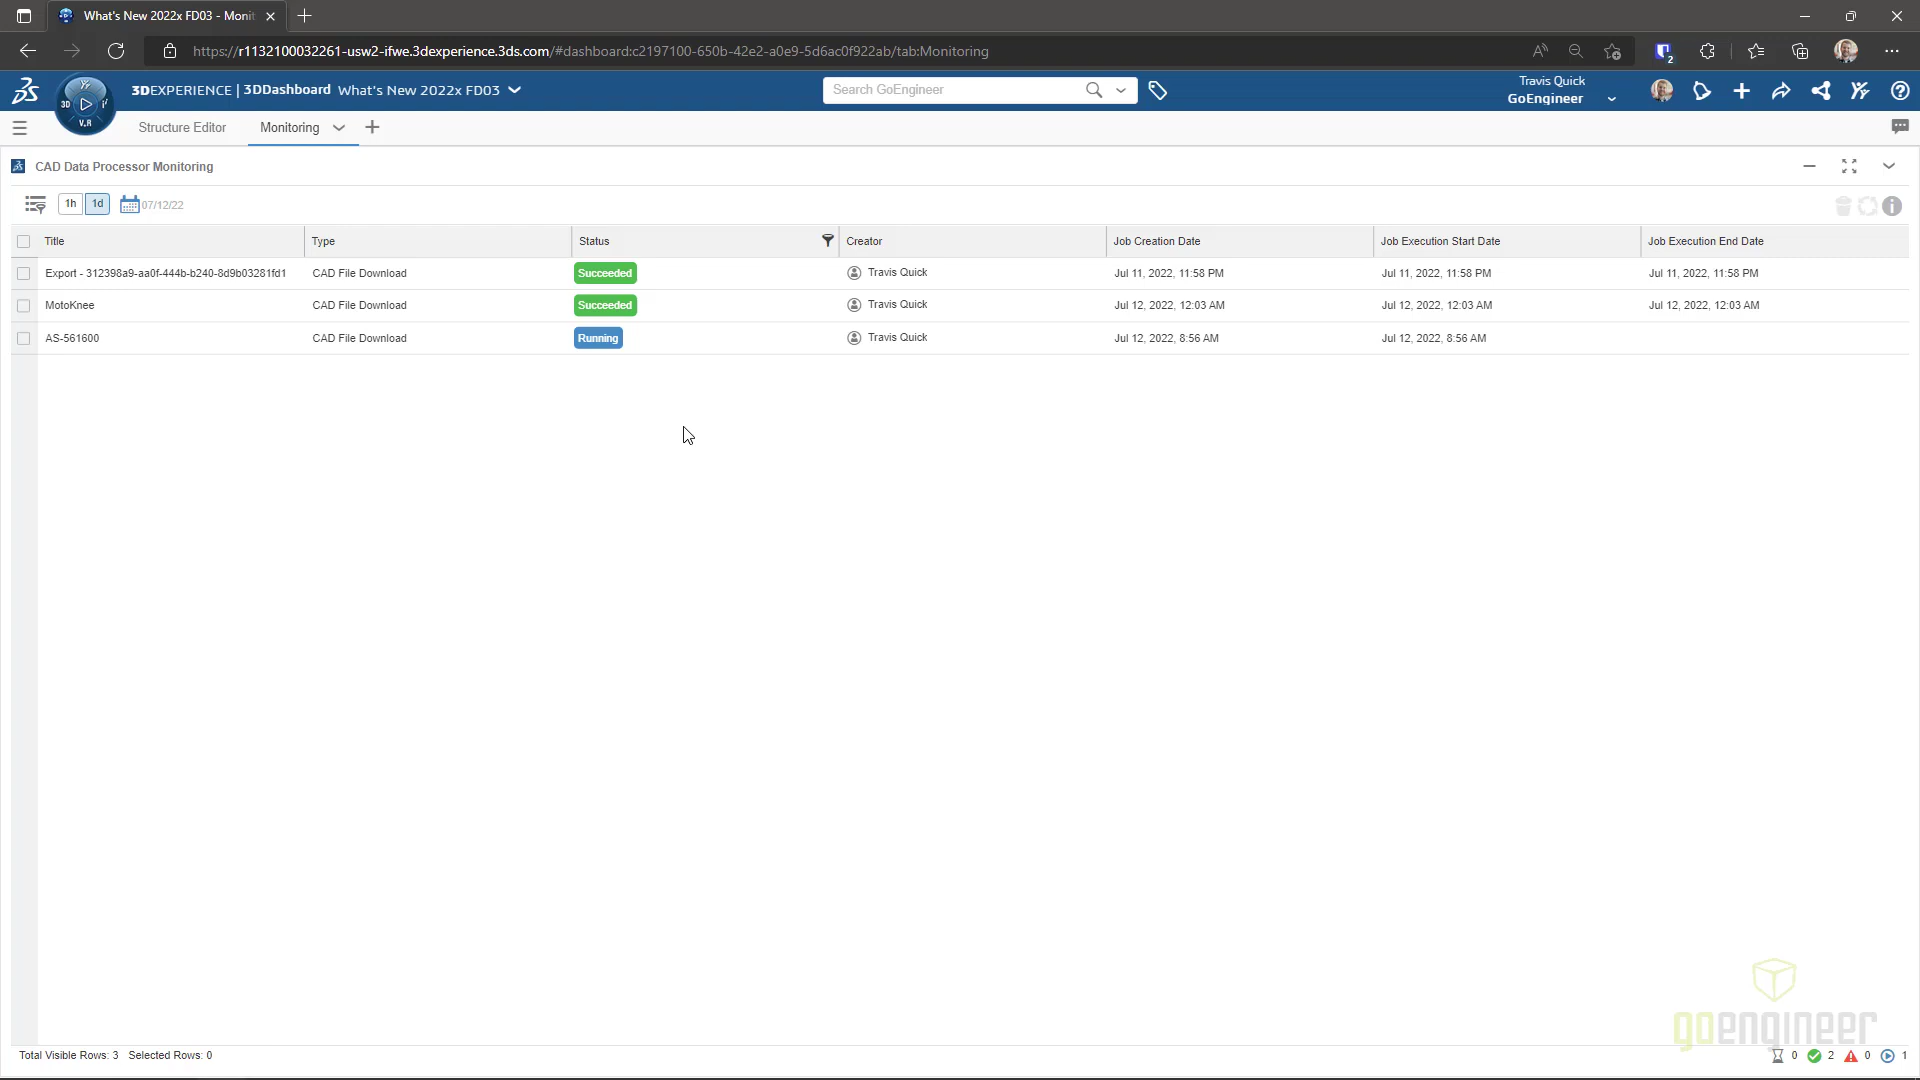 What's New 2022x FD03 - Monit
https://r1132100032261-usw2-ifwe.3dexperience.3ds.com/#dashboard:c2197100-650b-42e2-a0e9-5d6ac0f922ab/tab:Monitoring
2
3DEXPERIENCE | 3DDashboard What's New 2022x FD03
Search GoEngineer
Travis Quick
GoEngineer
3D
V.R
Structure Editor
Monitoring
CAD Data Processor Monitoring
1h 1d 07/12/22
Title Type Status Creator Job Creation Date Job Execution Start Date Job Execution End Date
Export - 312398a9-aa0f-444b-b240-8d9b03281fd1 CAD File Download Succeeded Travis Quick Jul 11, 2022, 11:58 PM Jul 11, 2022, 11:58 PM Jul 11, 2022, 11:58 PM
MotoKnee CAD File Download Succeeded Travis Quick Jul 12, 2022, 12:03 AM Jul 12, 2022, 12:03 AM Jul 12, 2022, 12:03 AM
AS-561600 CAD File Download Running Travis Quick Jul 12, 2022, 8:56 AM Jul 12, 2022, 8:56 AM
goengineer
Total Visible Rows: 3 Selected Rows: 0
0 2 0 1